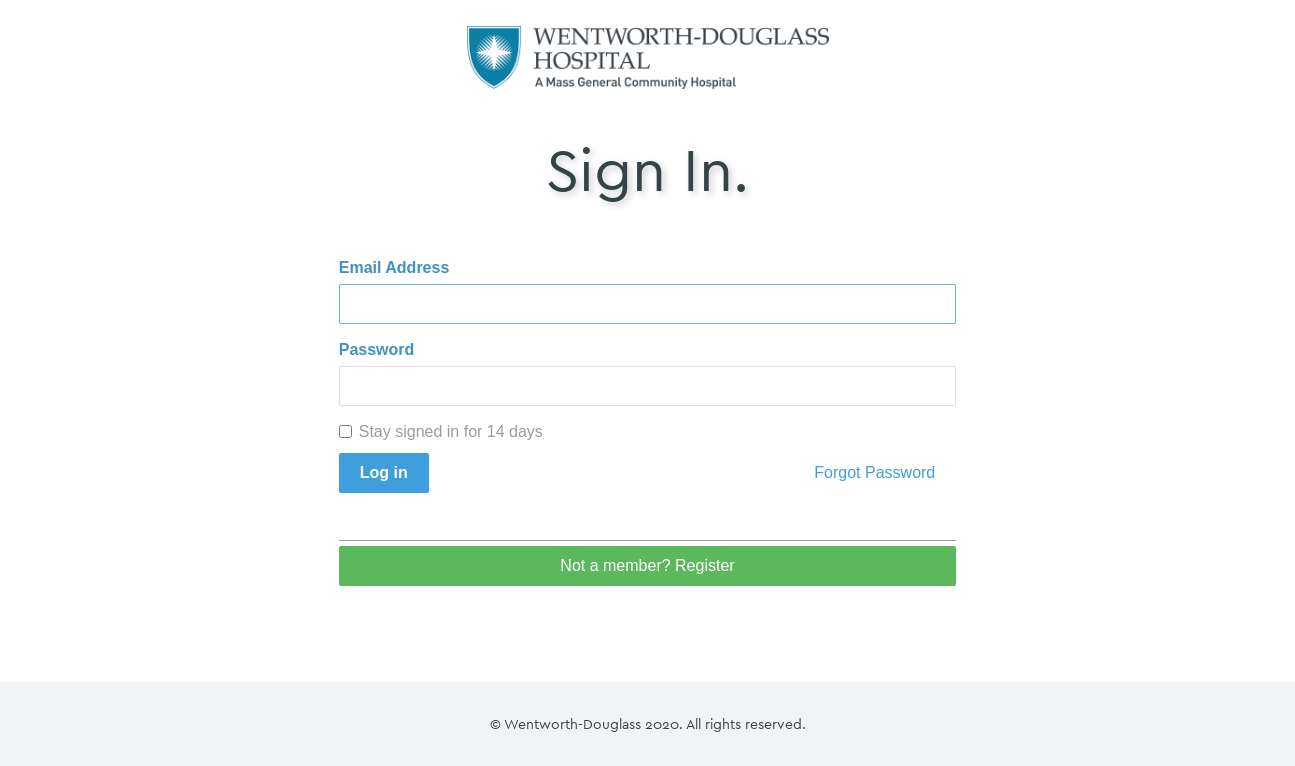 WENTWORTH-DOUGLASS
HOSPITAL
A Mass General Community Hospital
Sign In.
Email Address
Password
Stay signed in for 14 days
Log in
Forgot Password
Not a member? Register
© Wentworth-Douglass 2020. All rights reserved.